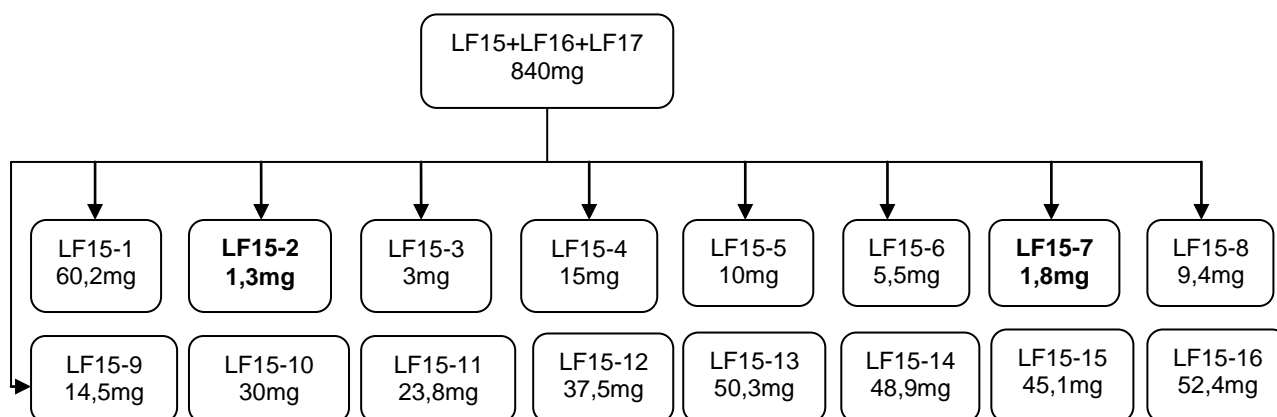 LF15+LF16+LF17
840mg
LF15-1
60,2mg
LF15-2
1,3mg
LF15-3
3mg
LF15-4
15mg
LF15-5
10mg
LF15-6
5,5mg
LF15-7
1,8mg
LF15-8
9,4mg
LF15-9
14,5mg
LF15-10
30mg
LF15-11
23,8mg
LF15-12
37,5mg
LF15-13
50,3mg
LF15-14
48,9mg
LF15-15
45,1mg
LF15-16
52,4mg